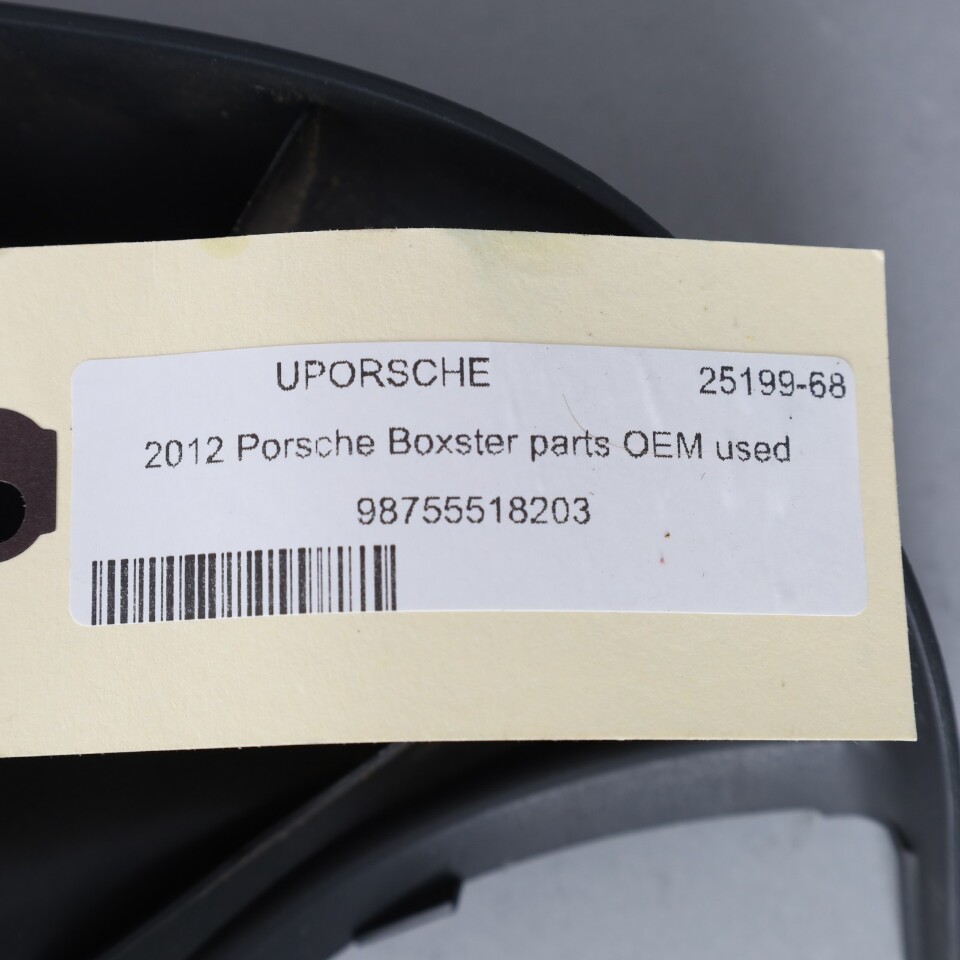 UPORSCHE 25199-68
2012 Porsche Boxster parts OEM used
98755518203